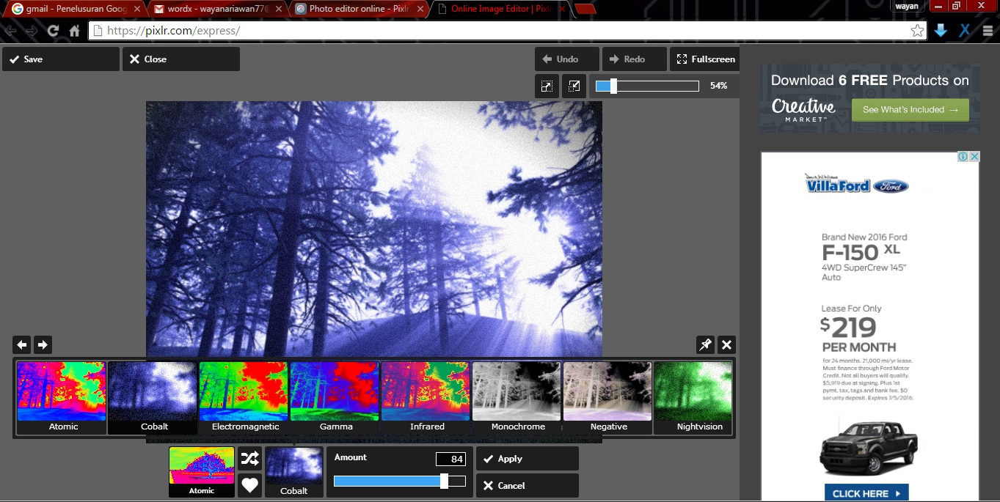 gmail - Penelusuran Goog
wordx - wayanariawan77@
Photo editor online - Pixlr
Online Image Editor | Pixl
wayan
https://pixlr.com/express/
Save
Close
Undo
Redo
Fullscreen
54%
Download 6 FREE Products on
Creative
MARKET™
See What's Included →
VillaFord
Ford
Brand New 2016 Ford
F-150 XL
4WD SuperCrew 145"
Auto
Lease For Only
$219
PER MONTH
for 24 months. 21,000 mi/yr lease.
Must finance through Ford Motor
Credit. Not all buyers will qualify.
$5,919 due at signing. Plus 1st
pymt, tax, tags and bank fee. $0
security deposit. Expires 7/5/2016.
CLICK HERE
Atomic
Cobalt
Electromagnetic
Gamma
Infrared
Monochrome
Negative
Nightvision
Atomic
Cobalt
Amount
84
Apply
Cancel